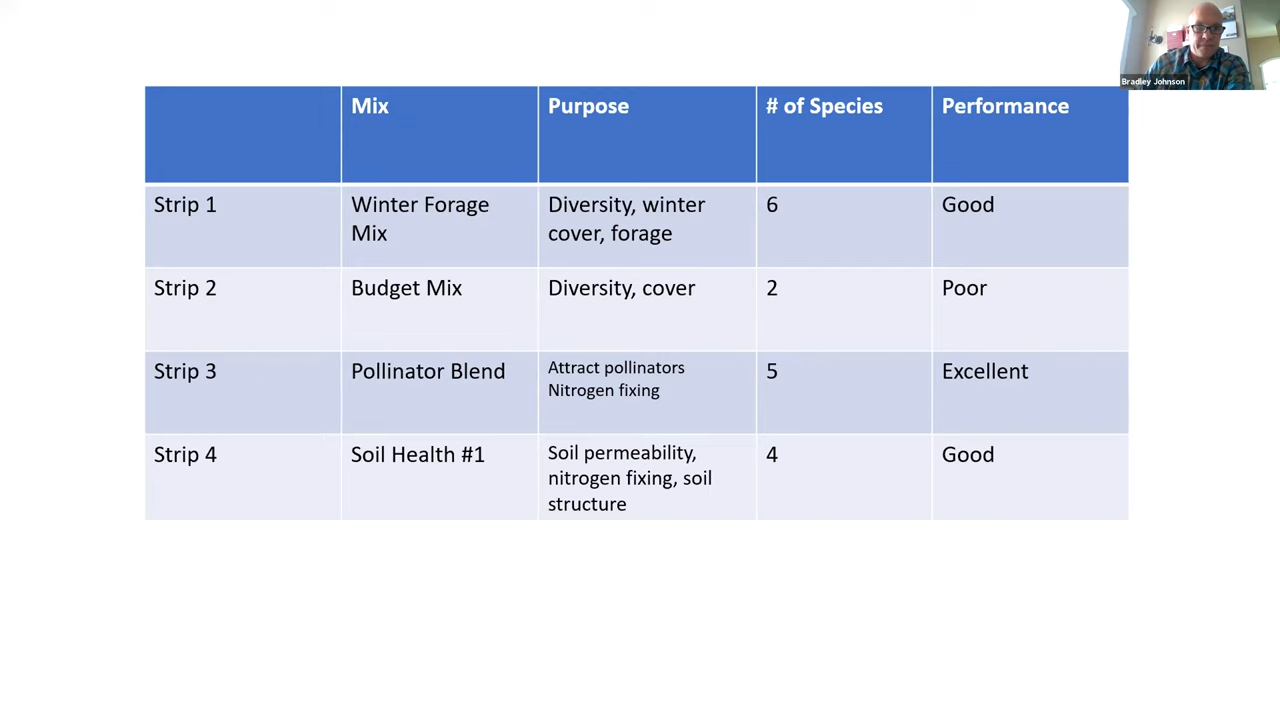 Bradley Johnson
Mix
Purpose
# of Species
Performance
Strip 1
Winter Forage
Mix
Diversity, winter
cover, forage
6
Good
Strip 2
Budget Mix
Diversity, cover
2
Poor
Strip 3
Pollinator Blend
Attract pollinators
Nitrogen fixing
5
Excellent
Strip 4
Soil Health #1
Soil permeability,
nitrogen fixing, soil
structure
4
Good